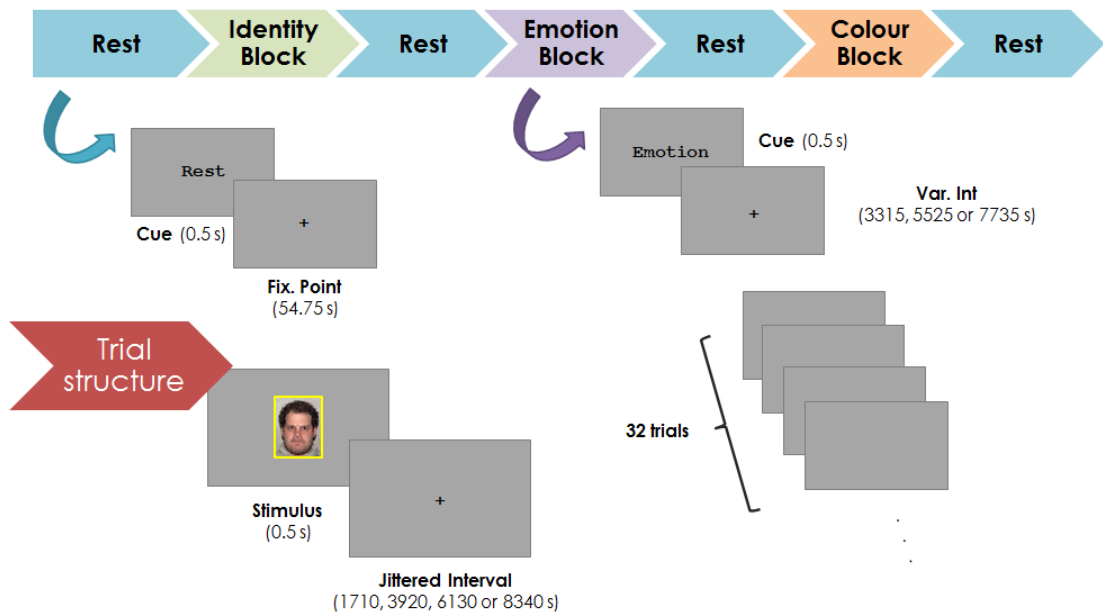 Rest
Identity
Block
Rest
Emotion
Block
Rest
Colour
Block
Rest
Rest
Cue (0.5 s)
+
Fix. Point
(54.75 s)
Emotion
Cue (0.5 s)
+
Var. Int
(3315, 5525 or 7735 s)
Trial
structure
Stimulus
(0.5 s)
+
Jittered Interval
(1710, 3920, 6130 or 8340 s)
32 trials
.
.
.